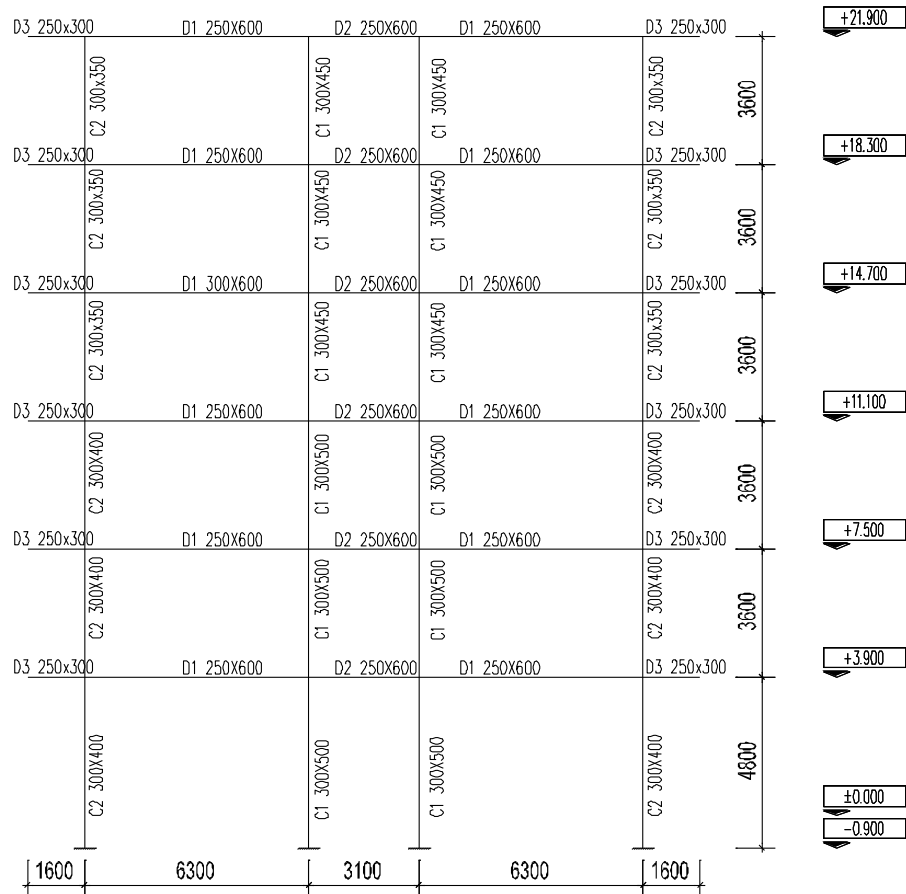 D3 250x300 D1 250X600 D2 250X600 D1 250X600 D3 250x300 +21.900
C2 300x350 C1 300X450 C1 300X450 C2 300x350 3600
D3 250x300 D1 250X600 D2 250X600 D1 250X600 D3 250x300 +18.300
C2 300x350 C1 300X450 C1 300X450 C2 300x350 3600
D3 250x300 D1 300X600 D2 250X600 D1 250X600 D3 250x300 +14.700
C2 300x350 C1 300X450 C1 300X450 C2 300x350 3600
D3 250x300 D1 250X600 D2 250X600 D1 250X600 D3 250x300 +11.100
C2 300X400 C1 300X500 C1 300X500 C2 300X400 3600
D3 250x300 D1 250X600 D2 250X600 D1 250X600 D3 250x300 +7.500
C2 300X400 C1 300X500 C1 300X500 C2 300X400 3600
D3 250x300 D1 250X600 D2 250X600 D1 250X600 D3 250x300 +3.900
C2 300X400 C1 300X500 C1 300X500 C2 300X400 4800
±0.000
-0.900
1600 6300 3100 6300 1600